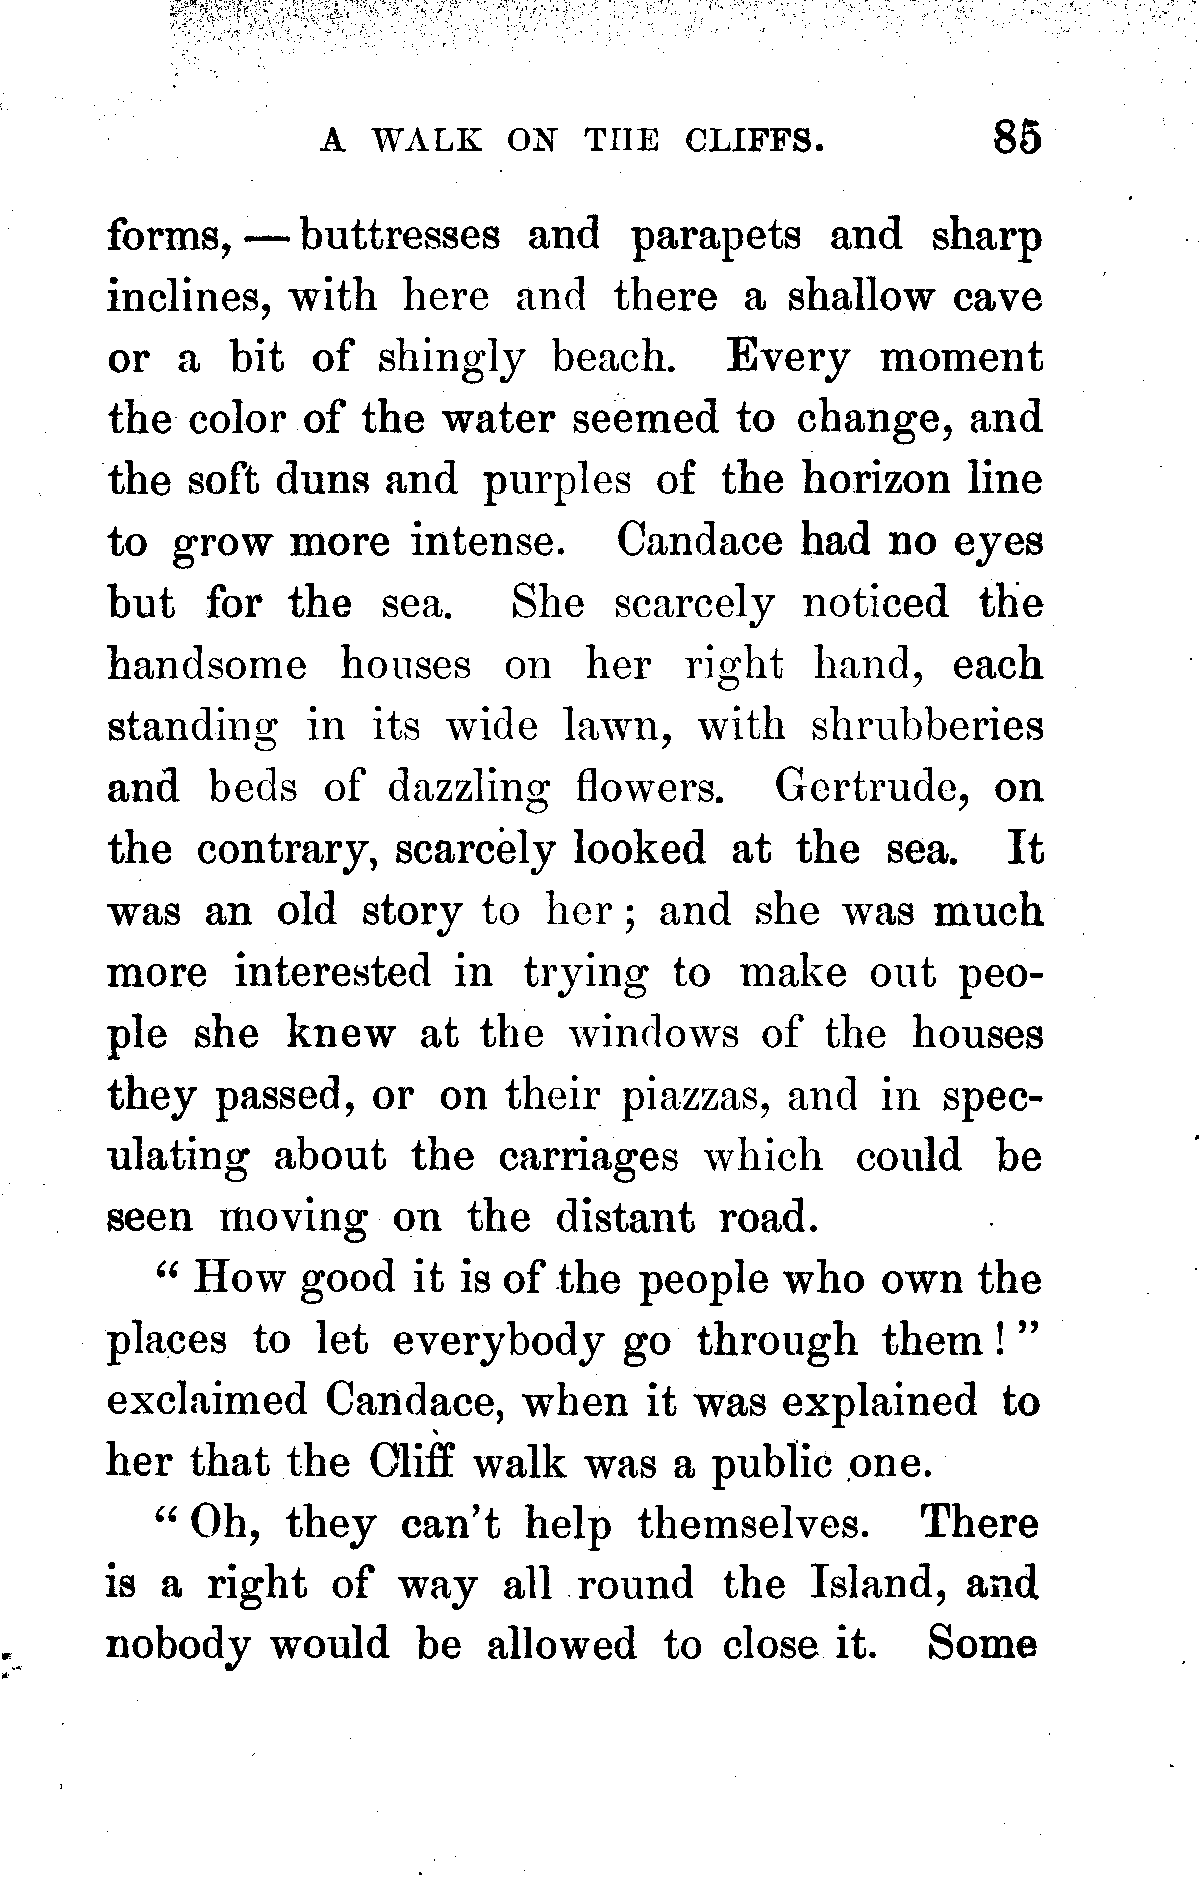 A WALK ON THE CLIFFS. 85
forms, — buttresses and parapets and sharp
inclines, with here and there a shallow cave
or a bit of shingly beach. Every moment
the color of the water seemed to change, and
the soft duns and purples of the horizon line
to grow more intense. Candace had no eyes
but for the sea. She scarcely noticed the
handsome houses on her right hand, each
standing in its wide lawn, with shrubberies
and beds of dazzling flowers. Gertrude, on
the contrary, scarcely looked at the sea. It
was an old story to her; and she was much
more interested in trying to make out peo-
ple she knew at the windows of the houses
they passed, or on their piazzas, and in spec-
ulating about the carriages which could be
seen moving on the distant road.
“ How good it is of the people who own the
places to let everybody go through them! ”
exclaimed Candace, when it was explained to
her that the Cliff walk was a public one.
“ Oh, they can’t help themselves. There
is a right of way all round the Island, and
nobody would be allowed to close it. Some